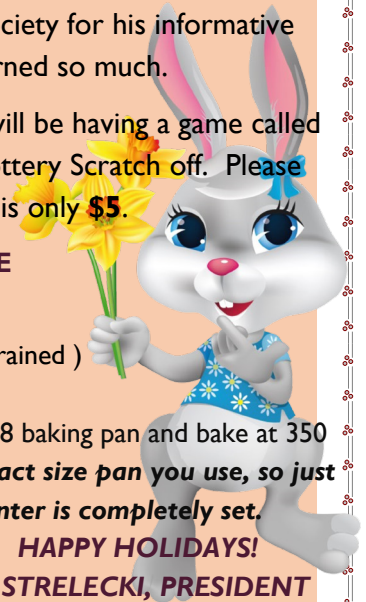 ciety for his informative
rned so much.
will be having a game called
ttery Scratch off. Please
is only $5.
E
rained )
8 baking pan and bake at 350
act size pan you use, so just
nter is completely set.
HAPPY HOLIDAYS!
STRELECKI, PRESIDENT